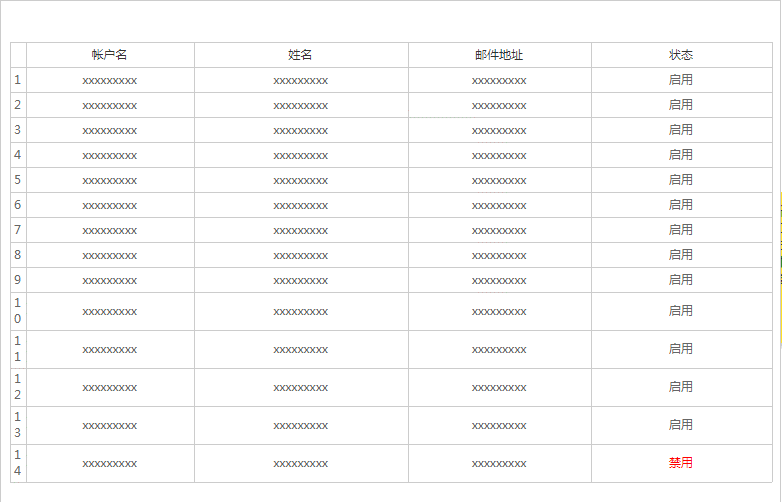 帐户名 姓名 邮件地址 状态
1 xxxxxxxxx xxxxxxxxx xxxxxxxxx 启用
2 xxxxxxxxx xxxxxxxxx xxxxxxxxx 启用
3 xxxxxxxxx xxxxxxxxx xxxxxxxxx 启用
4 xxxxxxxxx xxxxxxxxx xxxxxxxxx 启用
5 xxxxxxxxx xxxxxxxxx xxxxxxxxx 启用
6 xxxxxxxxx xxxxxxxxx xxxxxxxxx 启用
7 xxxxxxxxx xxxxxxxxx xxxxxxxxx 启用
8 xxxxxxxxx xxxxxxxxx xxxxxxxxx 启用
9 xxxxxxxxx xxxxxxxxx xxxxxxxxx 启用
10 xxxxxxxxx xxxxxxxxx xxxxxxxxx 启用
11 xxxxxxxxx xxxxxxxxx xxxxxxxxx 启用
12 xxxxxxxxx xxxxxxxxx xxxxxxxxx 启用
13 xxxxxxxxx xxxxxxxxx xxxxxxxxx 启用
14 xxxxxxxxx xxxxxxxxx xxxxxxxxx 禁用